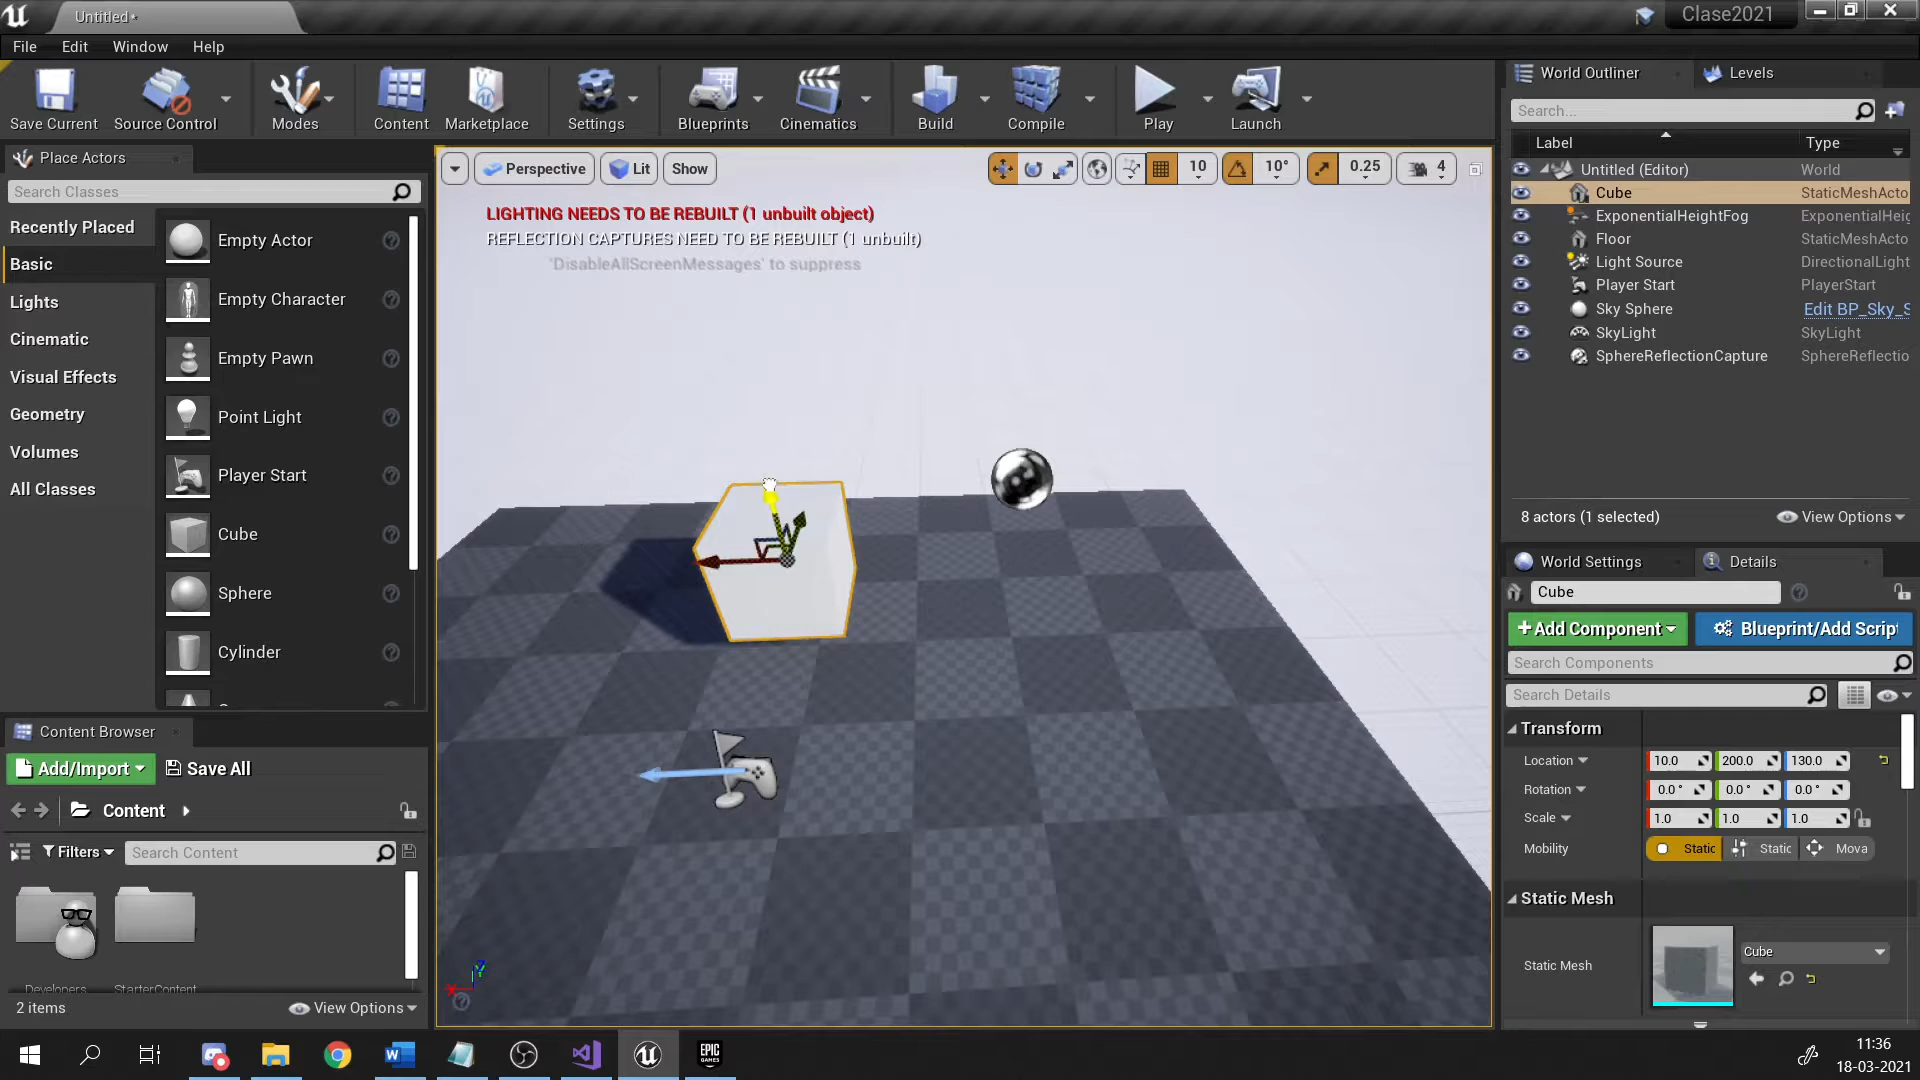 Untitled*
Clase2021
File Edit Window Help
Save Current
Source Control
Modes
Content
Marketplace
Settings
Blueprints
Cinematics
Build
Compile
Play
Launch
Place Actors
Search Classes
Recently Placed
Basic
Lights
Cinematic
Visual Effects
Geometry
Volumes
All Classes
Empty Actor
Empty Character
Empty Pawn
Point Light
Player Start
Cube
Sphere
Cylinder
Perspective
Lit
Show
10
10°
0.25
4
LIGHTING NEEDS TO BE REBUILT (1 unbuilt object)
REFLECTION CAPTURES NEED TO BE REBUILT (1 unbuilt)
'DisableAllScreenMessages' to suppress
World Outliner
Levels
Search...
Label Type
Untitled (Editor) World
Cube StaticMeshActo
ExponentialHeightFog ExponentialHeig
Floor StaticMeshActo
Light Source DirectionalLight
Player Start PlayerStart
Sky Sphere Edit BP_Sky_S
SkyLight SkyLight
SphereReflectionCapture SphereReflectio
8 actors (1 selected)
View Options
World Settings
Details
Cube
+Add Component
Blueprint/Add Script
Search Components
Search Details
Transform
Location 10.0 200.0 130.0
Rotation 0.0° 0.0° 0.0°
Scale 1.0 1.0 1.0
Mobility Static Static Mova
Static Mesh
Static Mesh
Cube
Content Browser
Add/Import
Save All
Content
Filters
Search Content
Developers
StarterContent
2 items
View Options
EPIC GAMES
11:36
18-03-2021